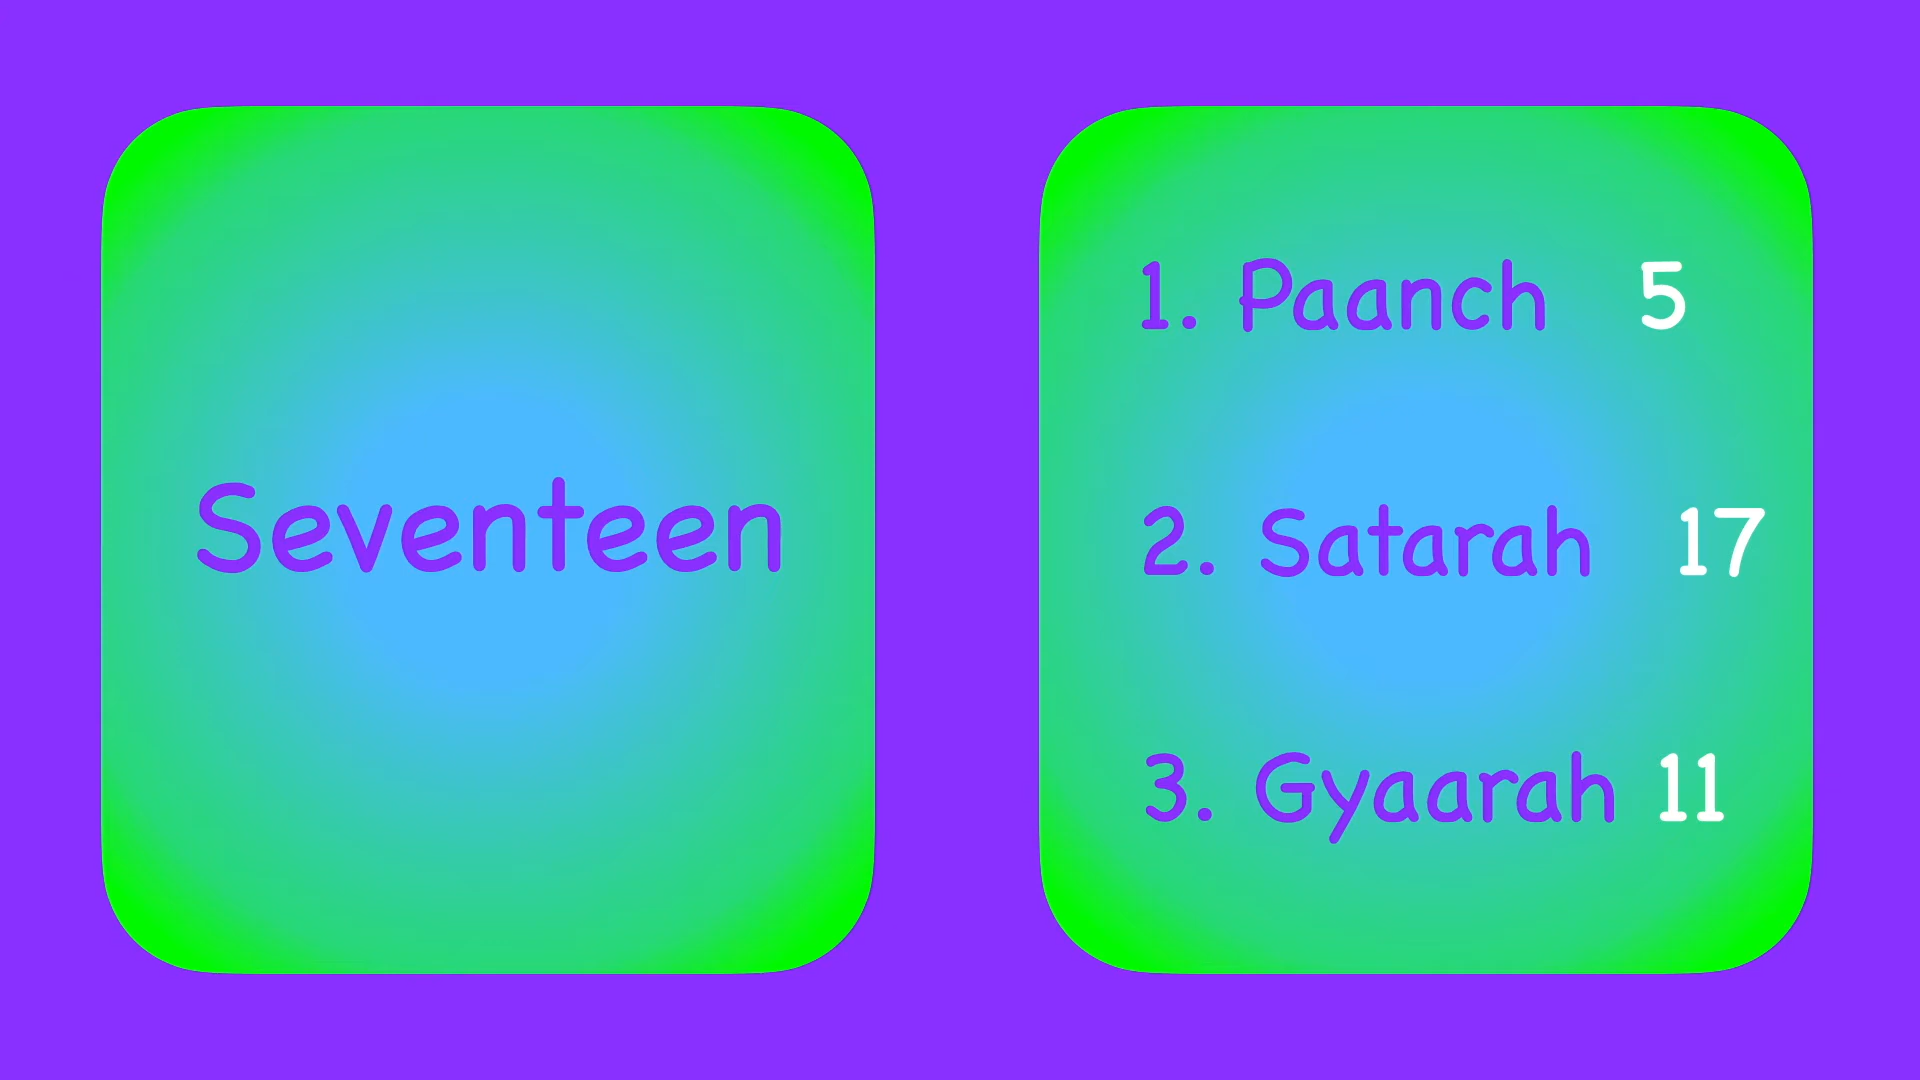 Seventeen
1. Paanch 5
2. Satarah 17
3. Gyaarah 11